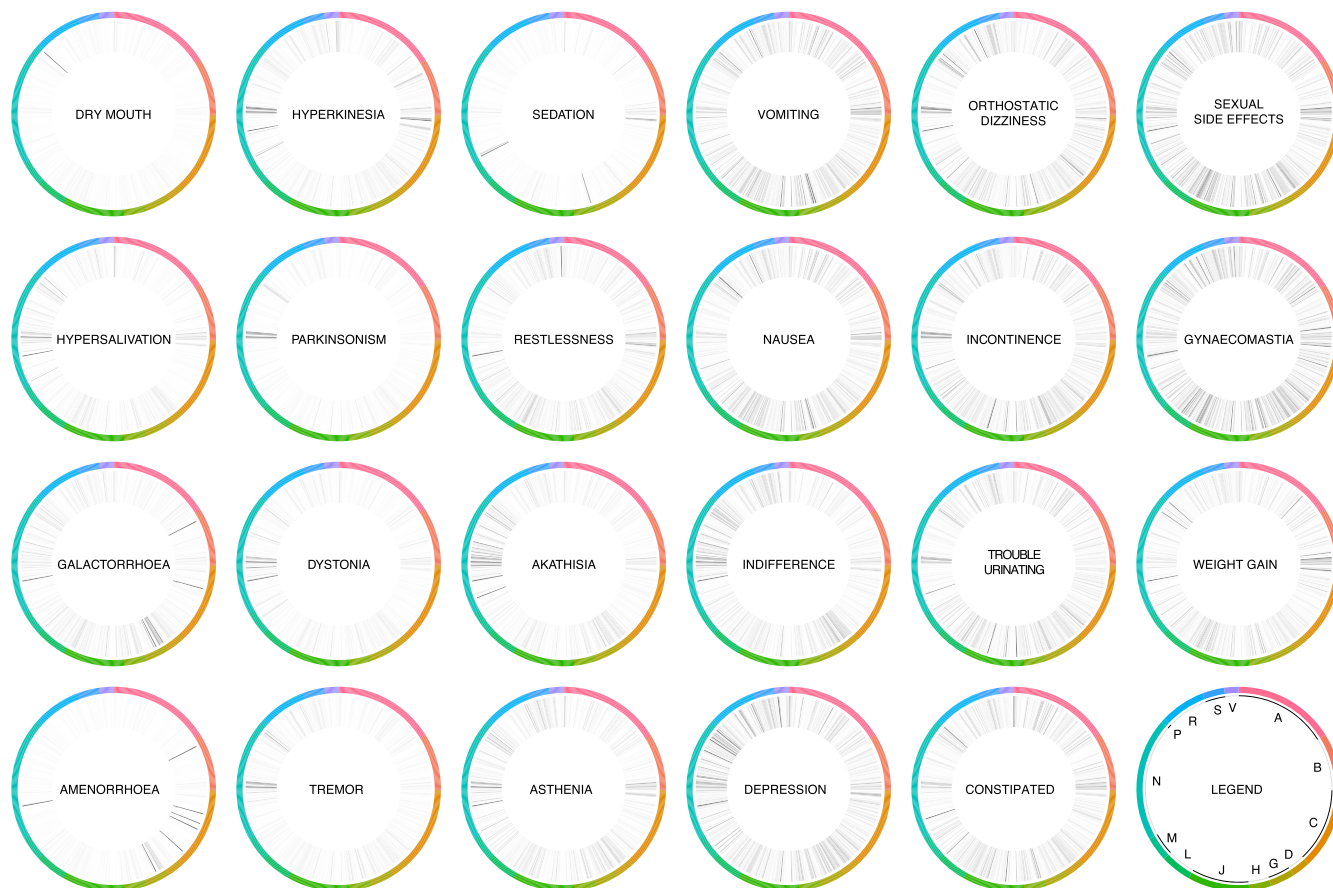 DRY MOUTH
HYPERKINESIA
SEDATION
VOMITING
ORTHOSTATIC
DIZZINESS
SEXUAL
SIDE EFFECTS
HYPERSALIVATION
PARKINSONISM
RESTLESSNESS
NAUSEA
INCONTINENCE
GYNAECOMASTIA
GALACTORRHOEA
DYSTONIA
AKATHISIA
INDIFFERENCE
TROUBLE
URINATING
WEIGHT GAIN
AMENORRHOEA
TREMOR
ASTHENIA
DEPRESSION
CONSTIPATED
LEGEND
A
B
C
D
G
H
J
L
M
N
P
R
S
V